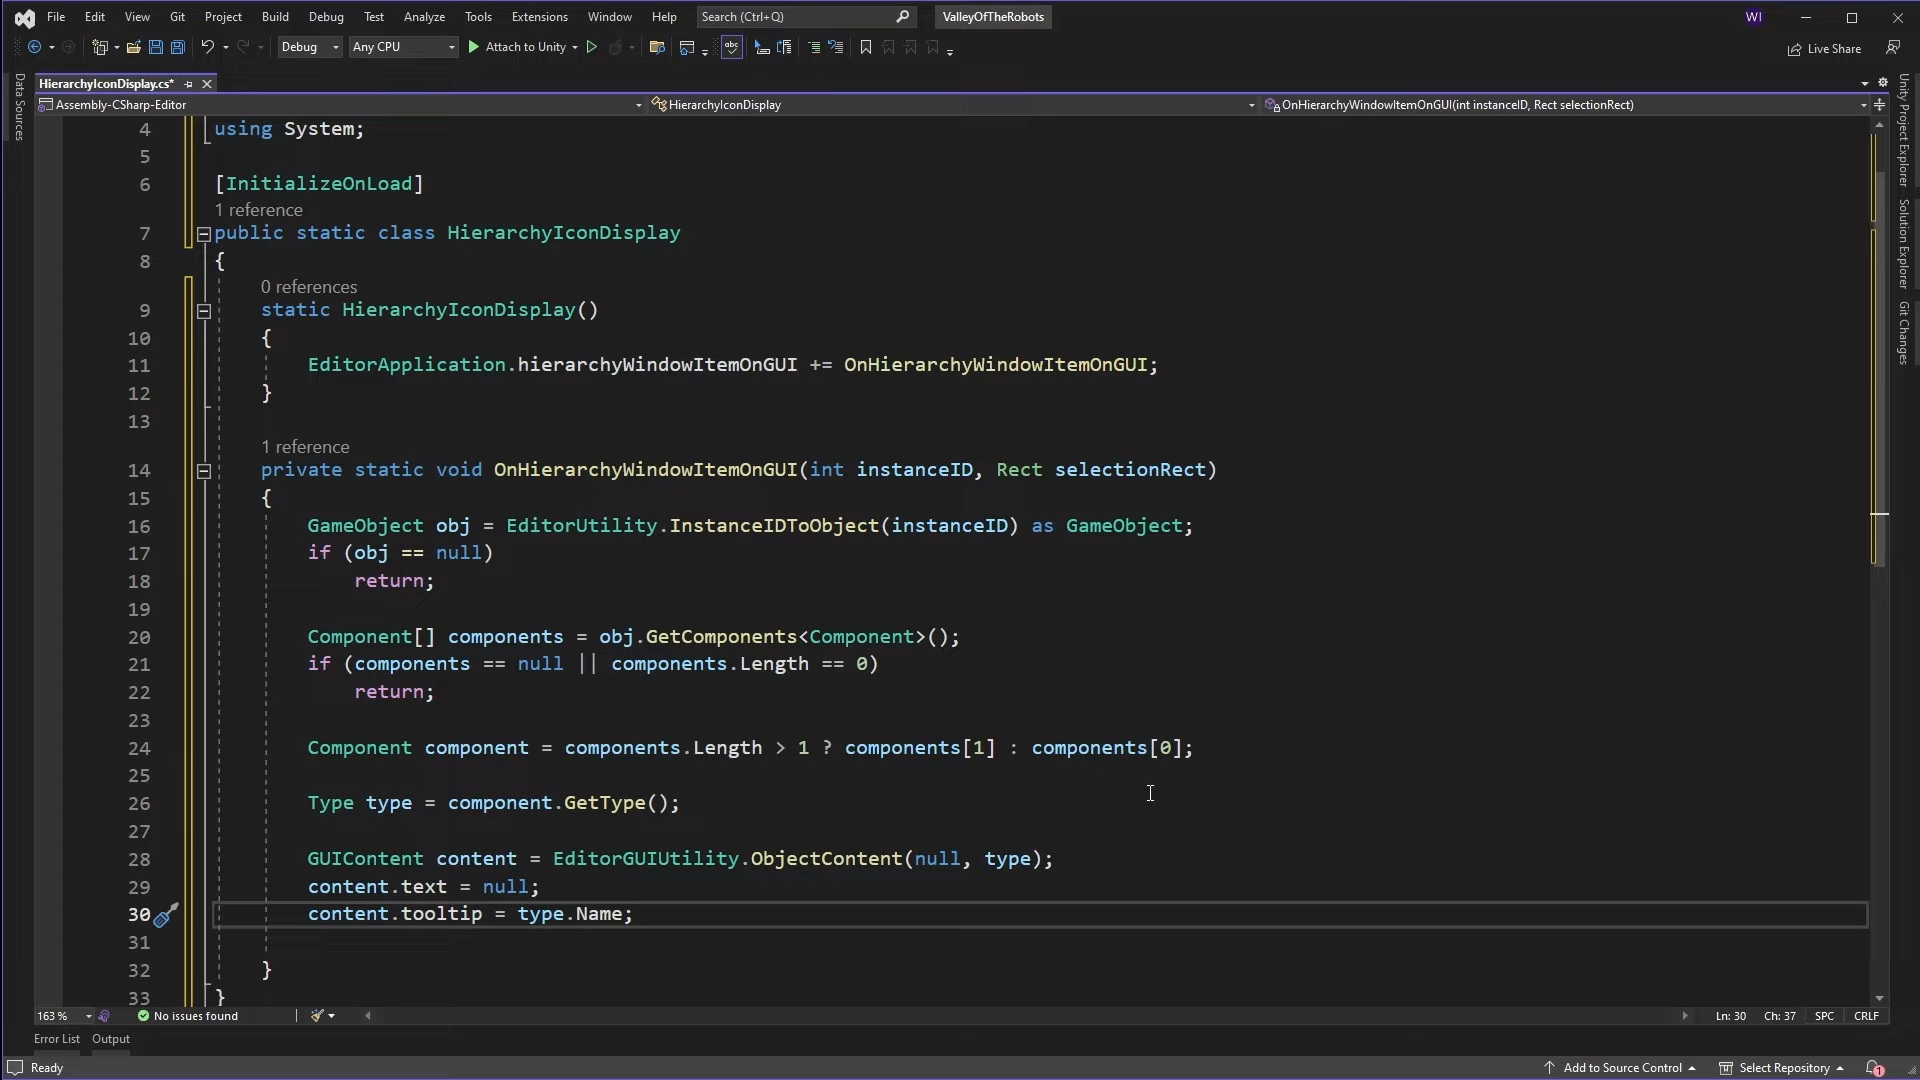 File Edit View Git Project Build Debug Test Analyze Tools Extensions Window Help Search (Ctrl+Q) ValleyOfTheRobots WI
Debug Any CPU Attach to Unity abc Live Share
HierarchyIconDisplay.cs*
Assembly-CSharp-Editor HierarchyIconDisplay OnHierarchyWindowItemOnGUI(int instanceID, Rect selectionRect)
Data Sources
4 using System;
5
6 [InitializeOnLoad]
1 reference
7 public static class HierarchyIconDisplay
8 {
0 references
9 static HierarchyIconDisplay()
10 {
11 EditorApplication.hierarchyWindowItemOnGUI += OnHierarchyWindowItemOnGUI;
12 }
13
1 reference
14 private static void OnHierarchyWindowItemOnGUI(int instanceID, Rect selectionRect)
15 {
16 GameObject obj = EditorUtility.InstanceIDToObject(instanceID) as GameObject;
17 if (obj == null)
18 return;
19
20 Component[] components = obj.GetComponents<Component>();
21 if (components == null || components.Length == 0)
22 return;
23
24 Component component = components.Length > 1 ? components[1] : components[0];
25
26 Type type = component.GetType();
27
28 GUIContent content = EditorGUIUtility.ObjectContent(null, type);
29 content.text = null;
30 content.tooltip = type.Name;
31
32 }
33 }
Unity Project Explorer
Solution Explorer
Git Changes
163 % No issues found Ln: 30 Ch: 37 SPC CRLF
Error List Output
Ready Add to Source Control Select Repository 1